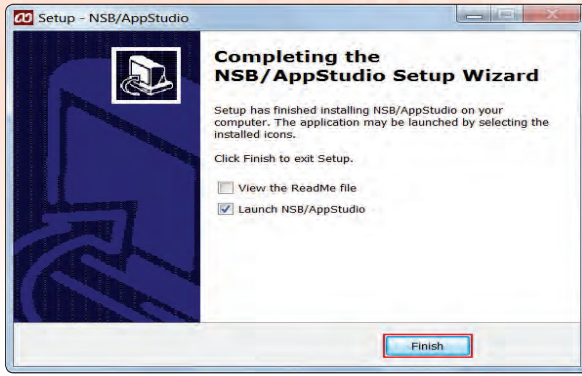 Setup - NSB/AppStudio
Completing the
NSB/AppStudio Setup Wizard
Setup has finished installing NSB/AppStudio on your
computer. The application may be launched by selecting the
installed icons.
Click Finish to exit Setup.
View the ReadMe file
Launch NSB/AppStudio
Finish